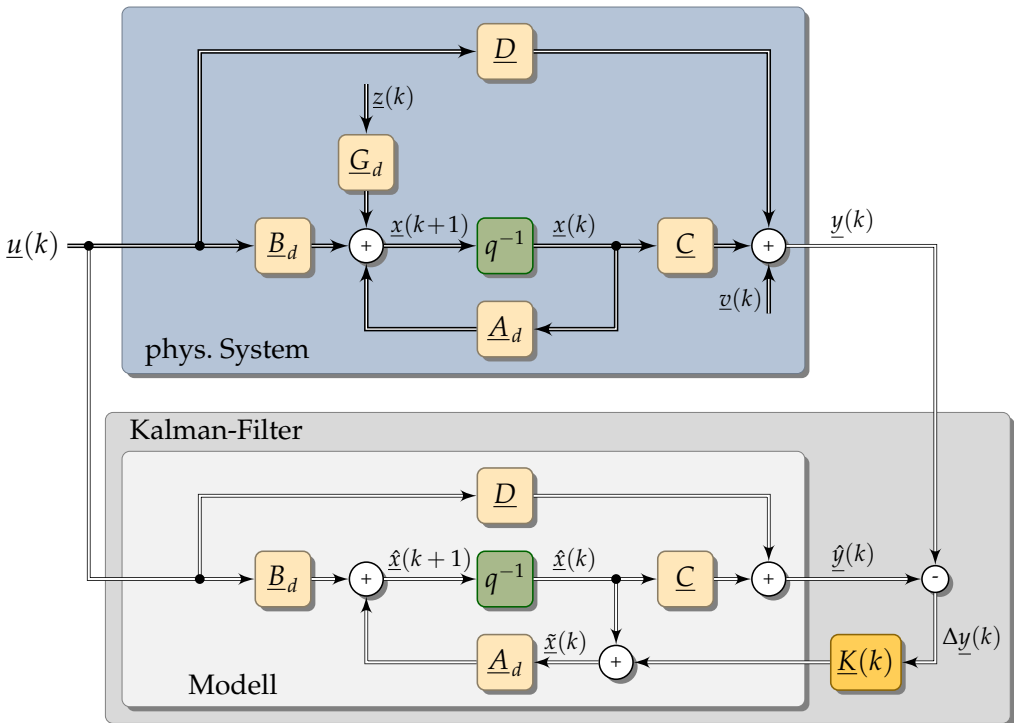 D
z(k)
G_d
u(k)
B_d
+
x(k+1)
q⁻¹
x(k)
C
+
y(k)
v(k)
A_d
phys. System
Kalman-Filter
D
B_d
+
x̂(k+1)
q⁻¹
x̂(k)
C
+
ŷ(k)
-
A_d
x̃(k)
+
K(k)
Δy(k)
Modell